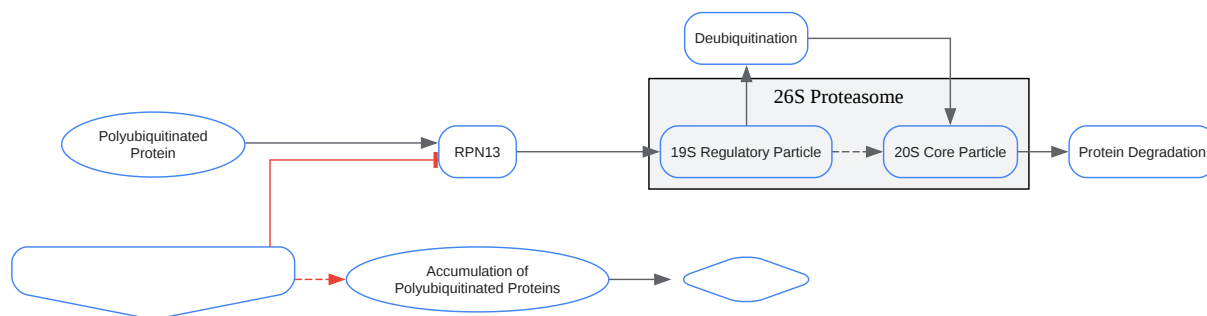 Deubiquitination
26S Proteasome
Polyubiquitinated
Protein
RPN13
19S Regulatory Particle
20S Core Particle
Protein Degradation
Accumulation of
Polyubiquitinated Proteins